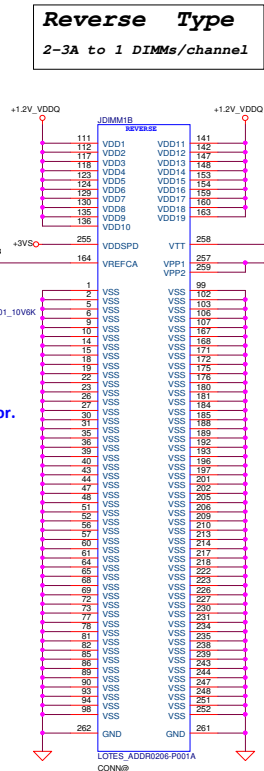 Reverse Type
2-3A to 1 DIMMs/channel
+1.2V_VDDQ +1.2V_VDDQ
JDIMM1B
REVERSE
111 VDD1 VDD11 141
112 VDD2 VDD12 142
117 VDD3 VDD13 147
118 VDD4 VDD14 148
123 VDD5 VDD15 153
124 VDD6 VDD16 154
129 VDD7 VDD17 159
130 VDD8 VDD18 160
135 VDD9 VDD19 163
136 VDD10
+3VS 255 VDDSPD VTT 258
164 VREFCA VPP1 257
VPP2 259
1 VSS VSS 99
2 VSS VSS 102
5 VSS VSS 103
01_10V6K 6 VSS VSS 106
9 VSS VSS 107
10 VSS VSS 167
14 VSS VSS 168
15 VSS VSS 171
18 VSS VSS 172
19 VSS VSS 175
22 VSS VSS 176
23 VSS VSS 180
26 VSS VSS 181
27 VSS VSS 184
or. 30 VSS VSS 185
31 VSS VSS 188
35 VSS VSS 189
36 VSS VSS 192
39 VSS VSS 193
40 VSS VSS 196
43 VSS VSS 197
44 VSS VSS 201
47 VSS VSS 202
48 VSS VSS 205
51 VSS VSS 206
52 VSS VSS 209
56 VSS VSS 210
57 VSS VSS 213
60 VSS VSS 214
61 VSS VSS 217
64 VSS VSS 218
65 VSS VSS 222
68 VSS VSS 223
69 VSS VSS 226
72 VSS VSS 227
73 VSS VSS 230
77 VSS VSS 231
78 VSS VSS 234
81 VSS VSS 235
82 VSS VSS 238
85 VSS VSS 239
86 VSS VSS 243
89 VSS VSS 244
90 VSS VSS 247
93 VSS VSS 248
94 VSS VSS 251
98 VSS VSS 252
262 GND GND 261
LOTES_ADDR0206-P001A
CONN@